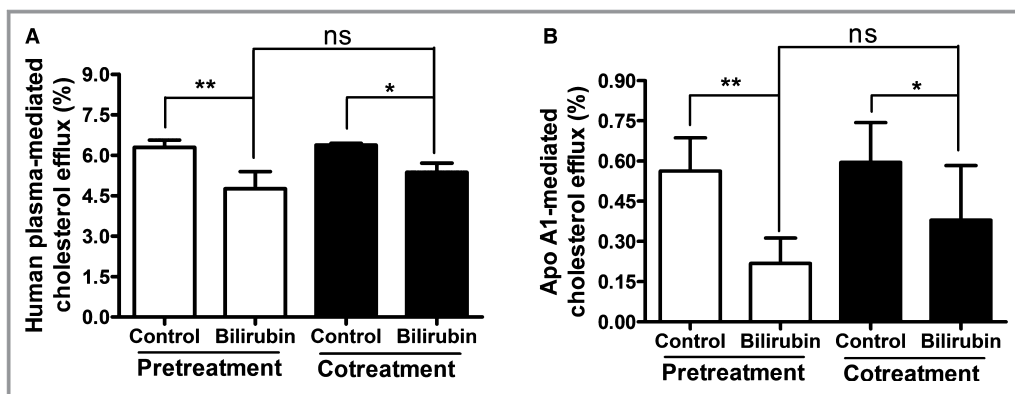 A
Human plasma-mediated
cholesterol efflux (%)
9.0
7.5
6.0
4.5
3.0
1.5
0.0
ns
**
*
Control Bilirubin Control Bilirubin
Pretreatment Cotreatment
B
Apo A1-mediated
cholesterol efflux (%)
0.90
0.75
0.60
0.45
0.30
0.15
0.00
ns
**
*
Control Bilirubin Control Bilirubin
Pretreatment Cotreatment